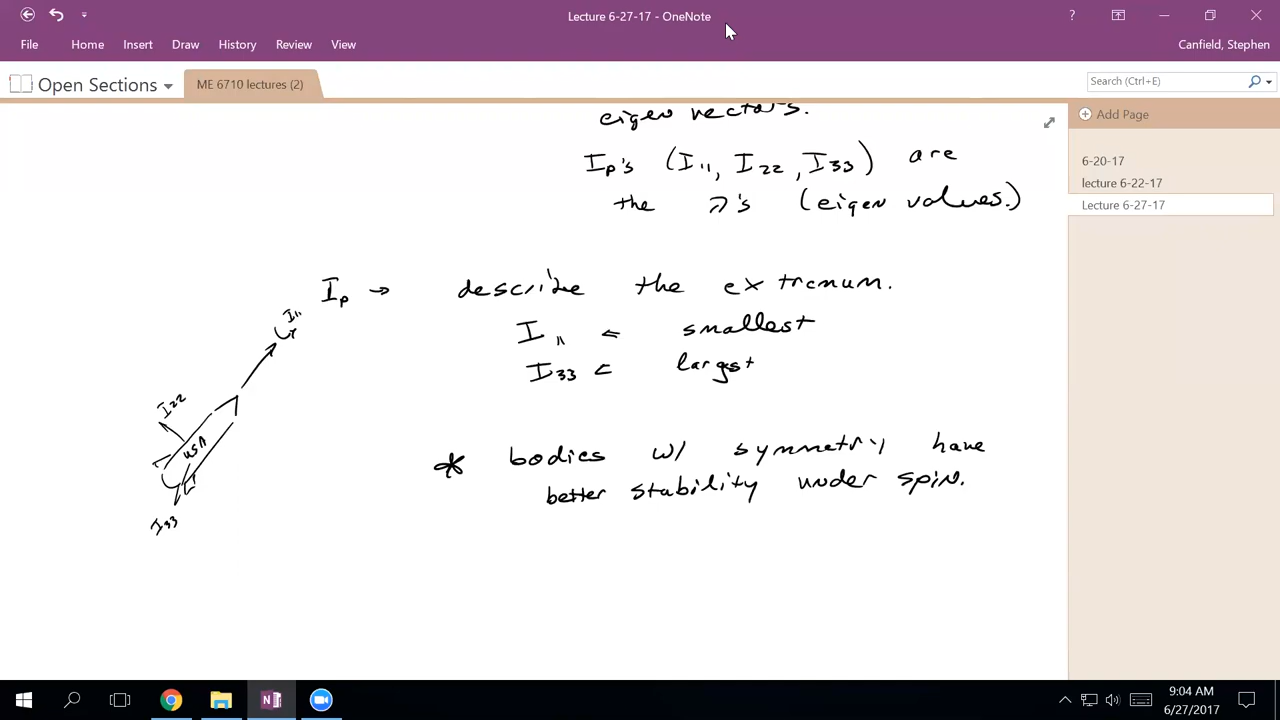 Lecture 6-27-17 - OneNote
?
File Home Insert Draw History Review View
Canfield, Stephen
Open Sections
ME 6710 lectures (2)
Search (Ctrl+E)
Add Page
6-20-17
lecture 6-22-17
Lecture 6-27-17
eigen vectors.
Ip's (I11, I22, I33) are
the λ's (eigen values.)
Ip → describe the extremum.
I11 ⇐ smallest
I33 ⇐ largest
I11
I22
USA
I33
* bodies w/ symmetry have
better stability under spin.
9:04 AM
6/27/2017